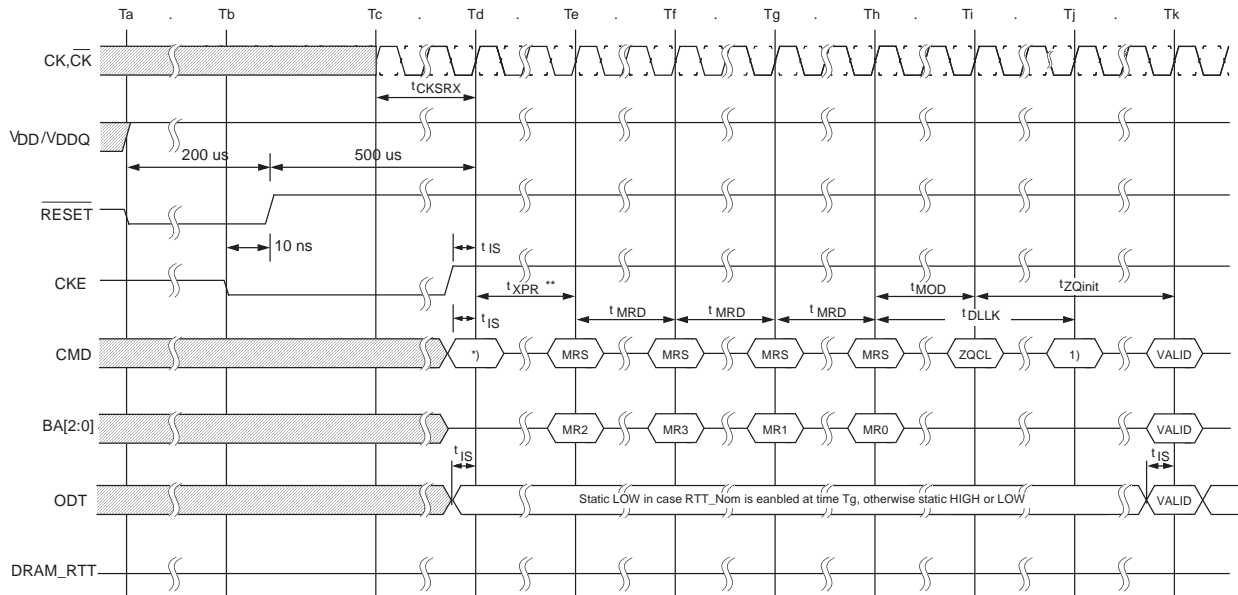 Ta . Tb . Tc . Td . Te . Tf . Tg . Th . Ti . Tj . Tk
CK,CK
tCKSRX
VDD/VDDQ
200 us 500 us
RESET
10 ns tIS
CKE
tXPR ** tMOD tZQinit
tIS tMRD tMRD tMRD tDLLK
CMD *) MRS MRS MRS MRS ZQCL 1) VALID
BA[2:0] MR2 MR3 MR1 MR0 VALID
tIS tIS
ODT Static LOW in case RTT_Nom is eanbled at time Tg, otherwise static HIGH or LOW VALID
DRAM_RTT